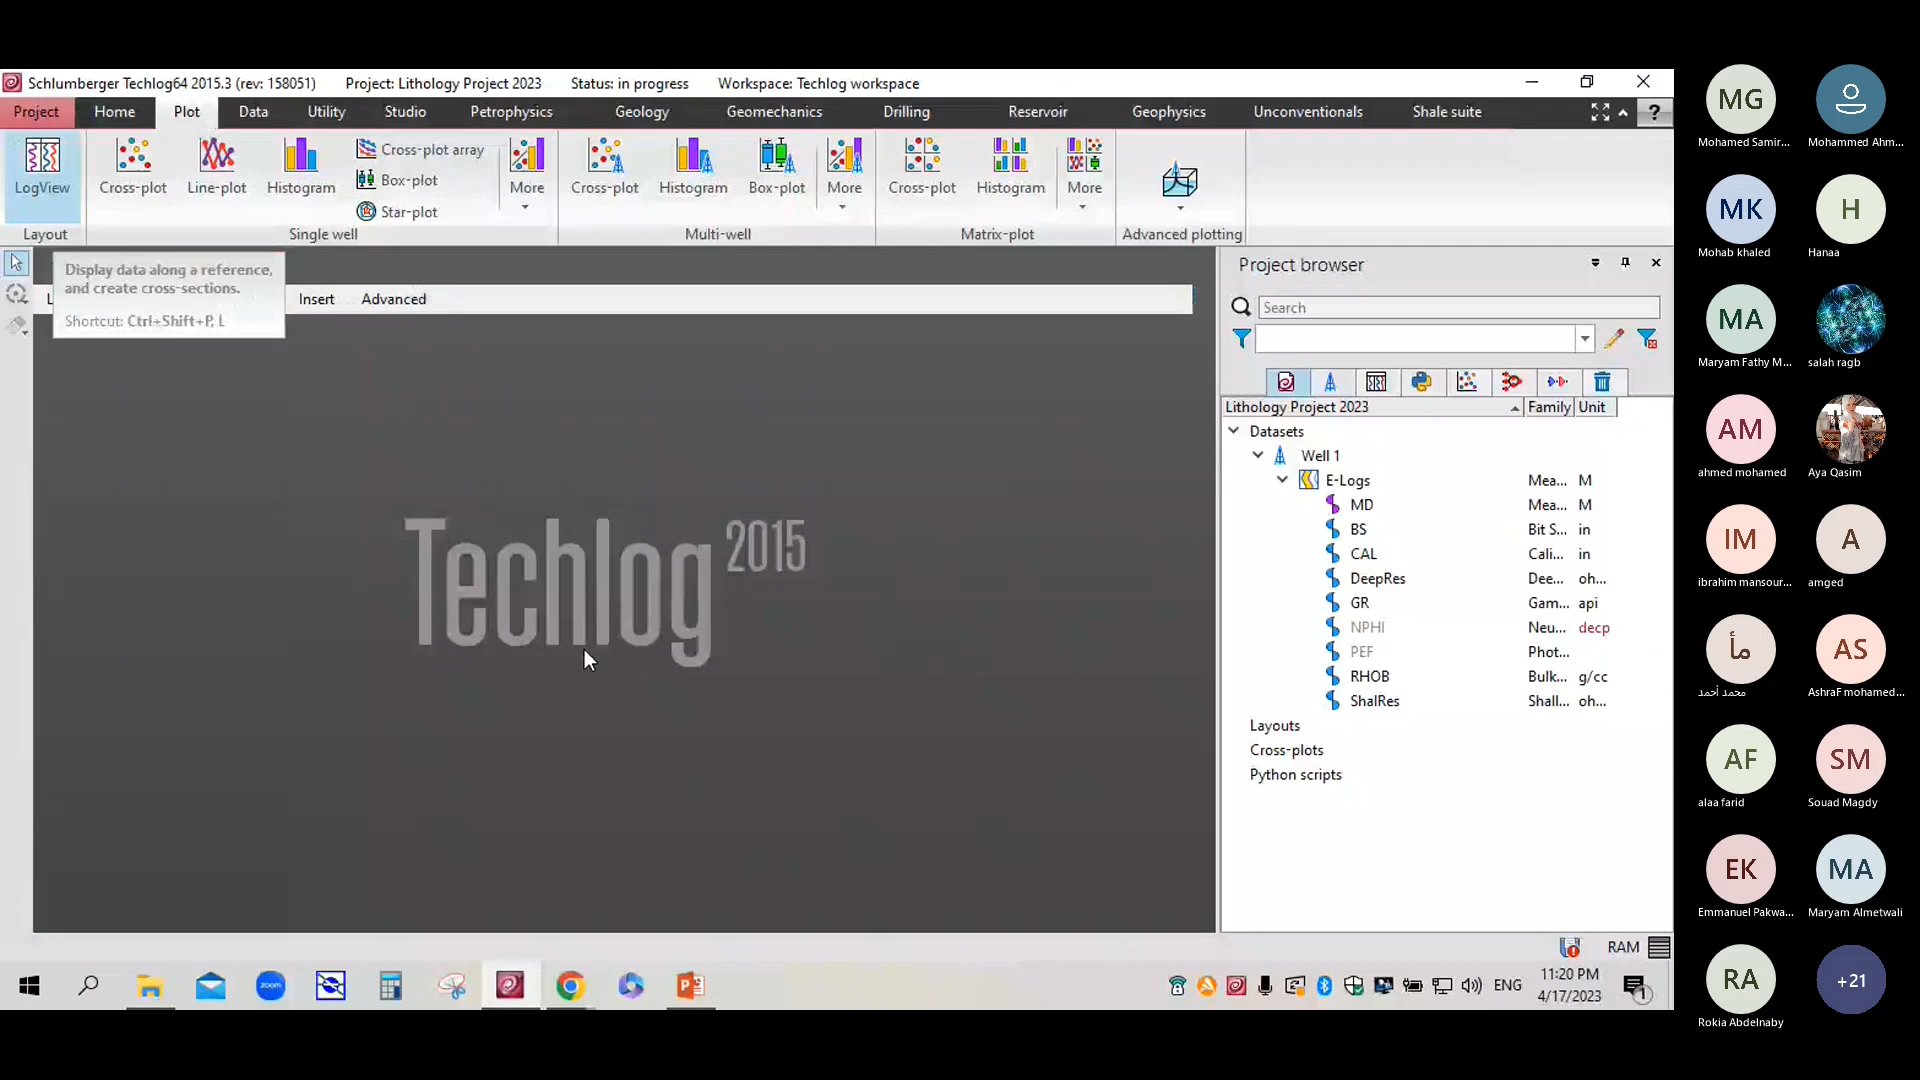 Schlumberger Techlog64 2015.3 (rev: 158051) Project: Lithology Project 2023 Status: in progress Workspace: Techlog workspace
Project Home Plot Data Utility Studio Petrophysics Geology Geomechanics Drilling Reservoir Geophysics Unconventionals Shale suite ?
LogView Cross-plot Line-plot Histogram Cross-plot array Box-plot Star-plot More Cross-plot Histogram Box-plot More Cross-plot Histogram More
Layout Single well Multi-well Matrix-plot Advanced plotting
Display data along a reference,
and create cross-sections.
Shortcut: Ctrl+Shift+P, L
Insert Advanced
Techlog 2015
Project browser
Search
Lithology Project 2023 Family Unit
Datasets
Well 1
E-Logs Mea... M
MD Mea... M
BS Bit S... in
CAL Cali... in
DeepRes Dee... oh...
GR Gam... api
NPHI Neu... decp
PEF Phot...
RHOB Bulk... g/cc
ShalRes Shall... oh...
Layouts
Cross-plots
Python scripts
RAM
zoom
ENG
11:20 PM
4/17/2023
1
MG
Mohamed Samir... Mohammed Ahm...
MK H
Mohab khaled Hanaa
MA
Maryam Fathy M... salah ragb
AM
ahmed mohamed Aya Qasim
IM A
ibrahim mansour... amged
مأ AS
محمد أحمد AshraF mohamed...
AF SM
alaa farid Souad Magdy
EK MA
Emmanuel Pakwa... Maryam Almetwali
RA +21
Rokia Abdelnaby